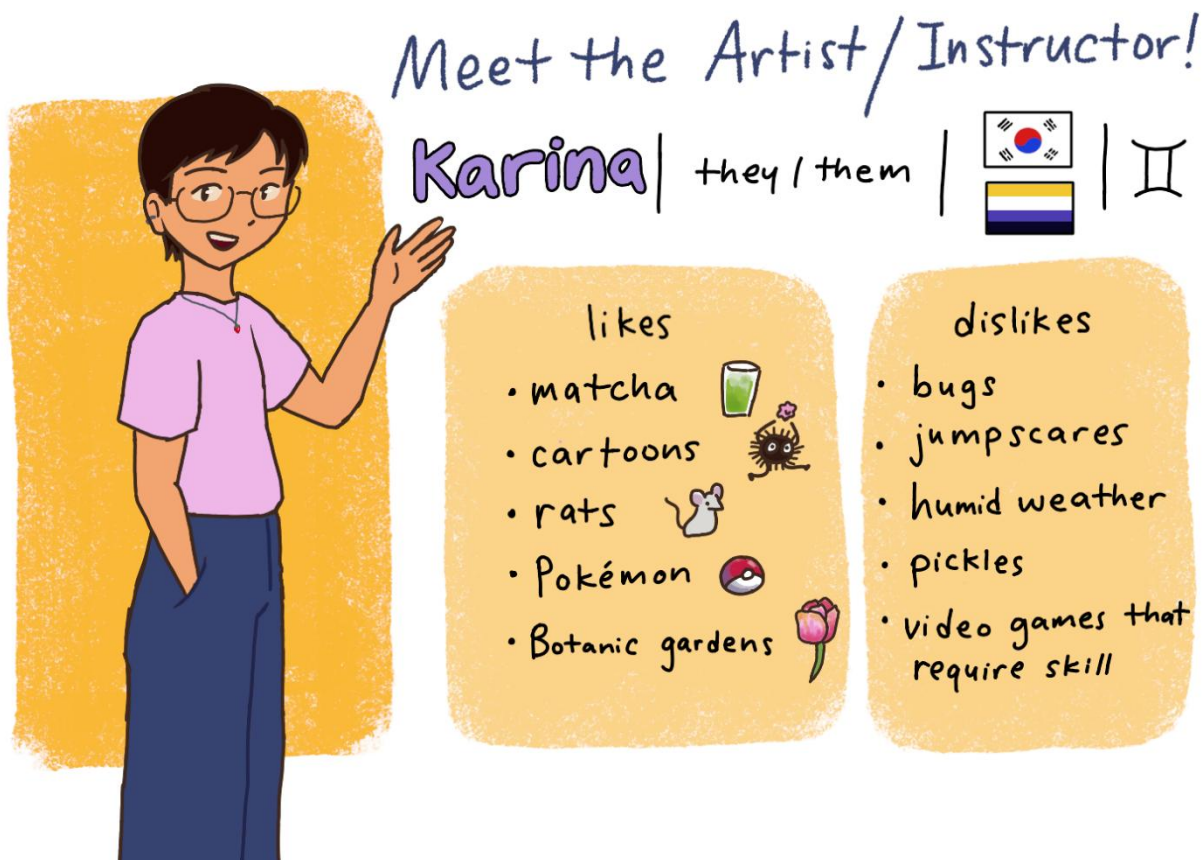 Meet the Artist/Instructor!
Karina | they / them | | ♊
likes
· matcha
· cartoons
· rats
· Pokémon
· Botanic gardens
dislikes
· bugs
· jumpscares
· humid weather
· pickles
· video games that
require skill